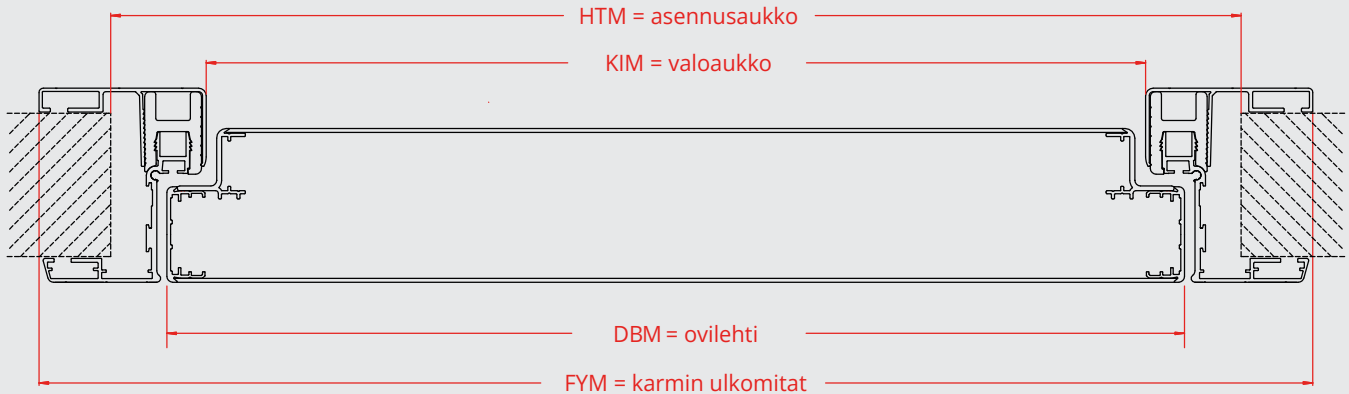 HTM = asennusaukko
KIM = valoaukko
DBM = ovilehti
FYM = karmin ulkomitat